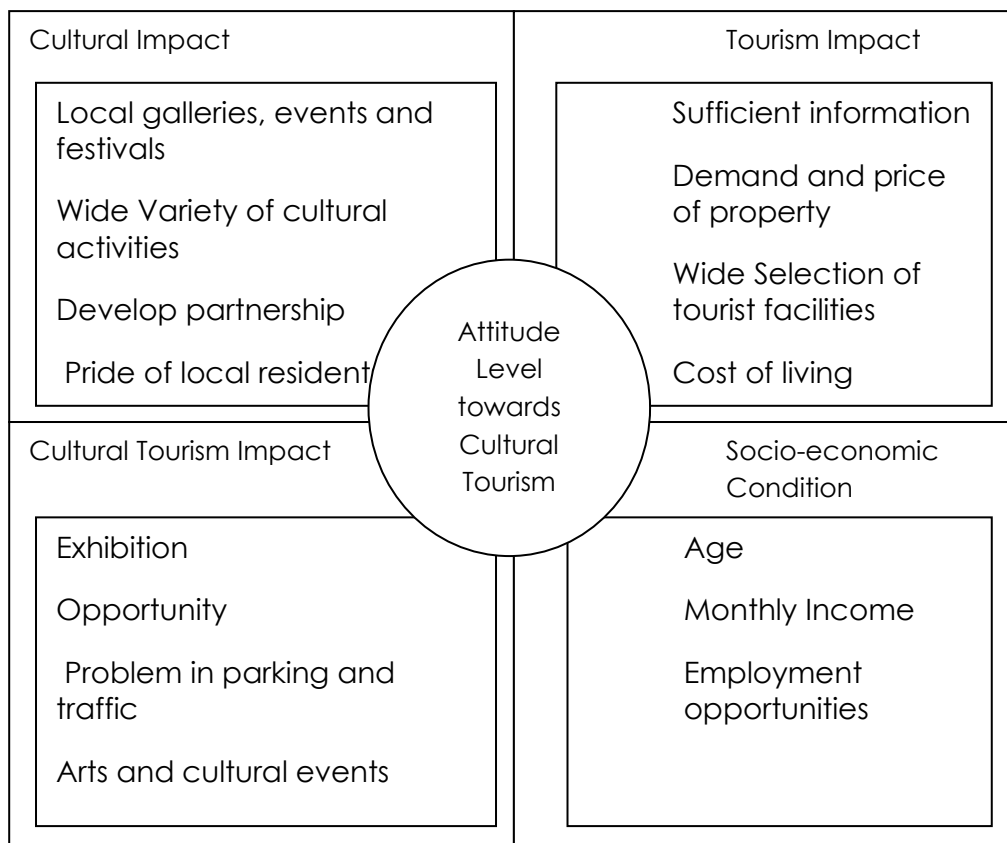 Cultural Impact
Local galleries, events and
festivals
Wide Variety of cultural
activities
Develop partnership
Pride of local resident
Tourism Impact
Sufficient information
Demand and price
of property
Wide Selection of
tourist facilities
Cost of living
Attitude
Level
towards
Cultural
Tourism
Cultural Tourism Impact
Exhibition
Opportunity
Problem in parking and
traffic
Arts and cultural events
Socio-economic
Condition
Age
Monthly Income
Employment
opportunities